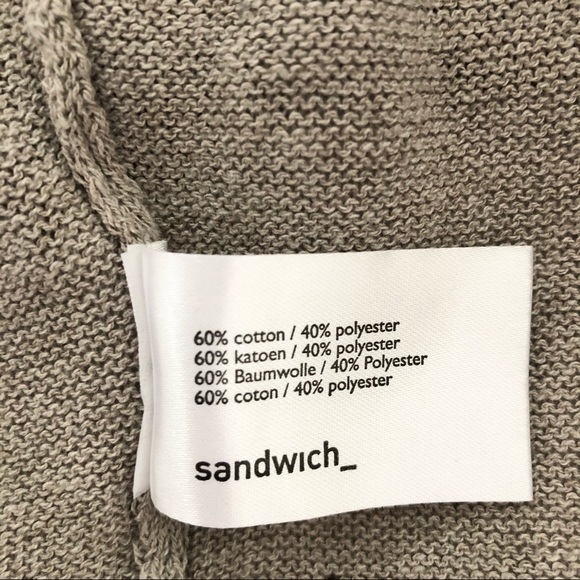 60% cotton / 40% polyester
60% katoen / 40% polyester
60% Baumwolle / 40% Polyester
60% coton / 40% polyester
sandwich_